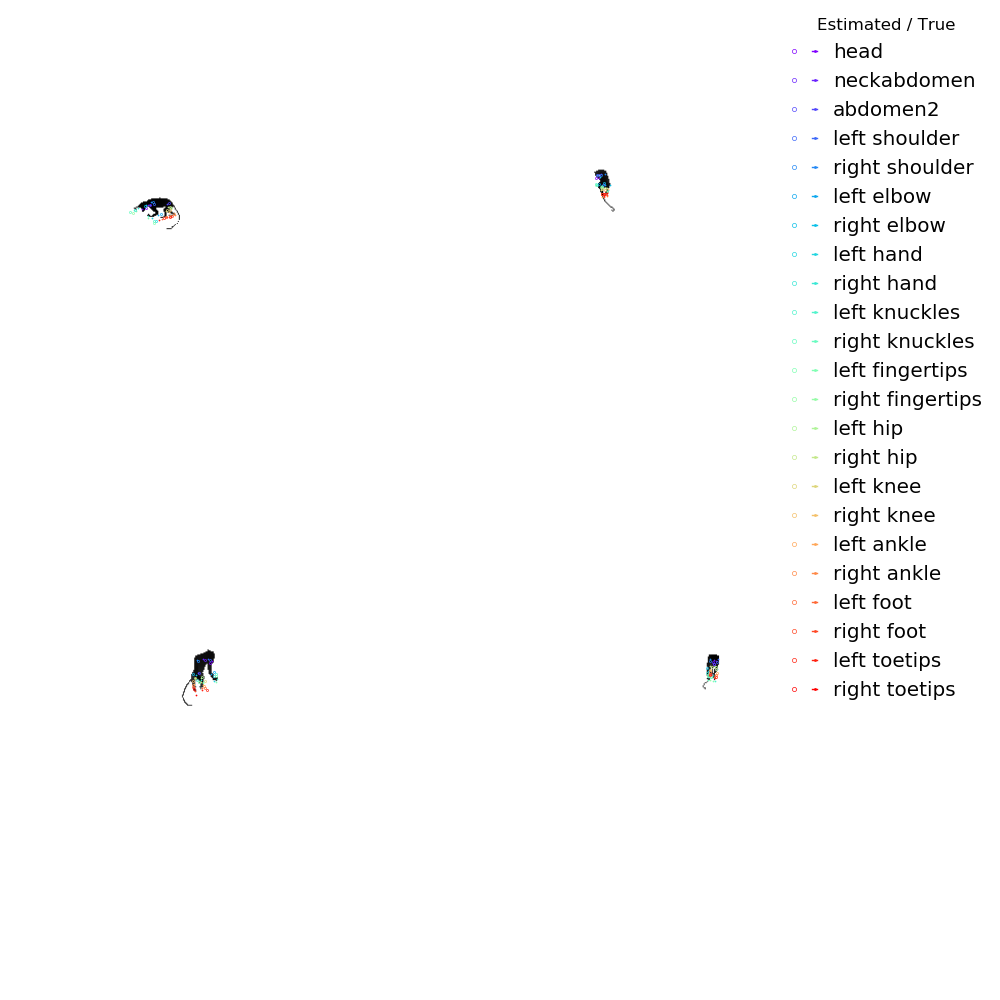 Estimated / True
head
neckabdomen
abdomen2
left shoulder
right shoulder
left elbow
right elbow
left hand
right hand
left knuckles
right knuckles
left fingertips
right fingertips
left hip
right hip
left knee
right knee
left ankle
right ankle
left foot
right foot
left toetips
right toetips